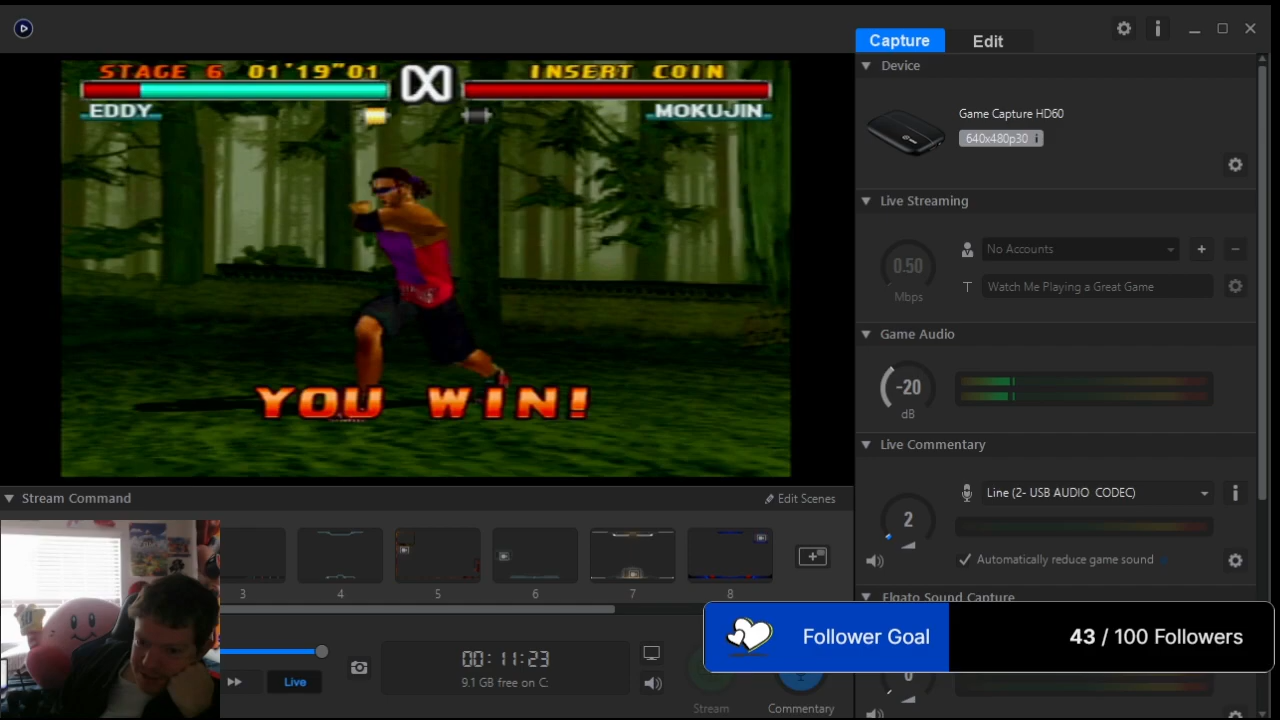 Capture
Edit
STAGE 6 01'19"01
INSERT COIN
EDDY
MOKUJIN
YOU WIN!
Device
Game Capture HD60
640x480p30 i
Live Streaming
0.50
Mbps
No Accounts
T Watch Me Playing a Great Game
Game Audio
-20
dB
Live Commentary
2
Line (2- USB AUDIO CODEC)
Automatically reduce game sound
Elgato Sound Capture
0
Stream Command
Edit Scenes
3
4
5
6
7
8
Live
00:11:23
9.1 GB free on C:
Stream
Commentary
Follower Goal
43 / 100 Followers